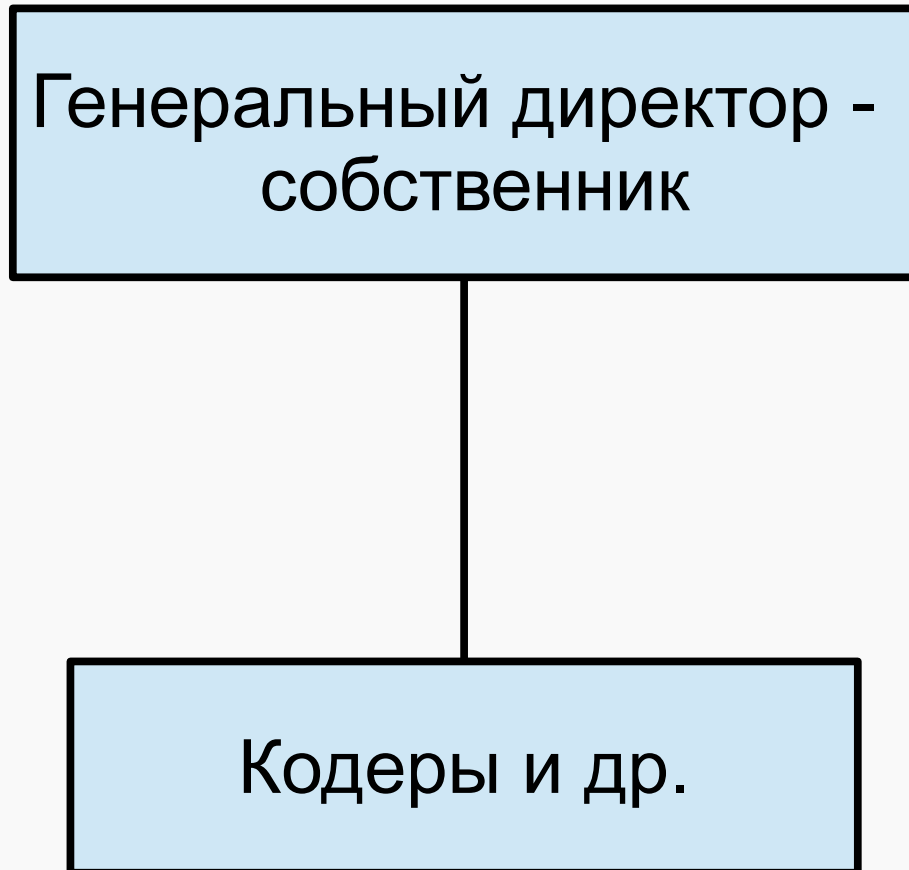 Генеральный директор -
собственник
Кодеры и др.